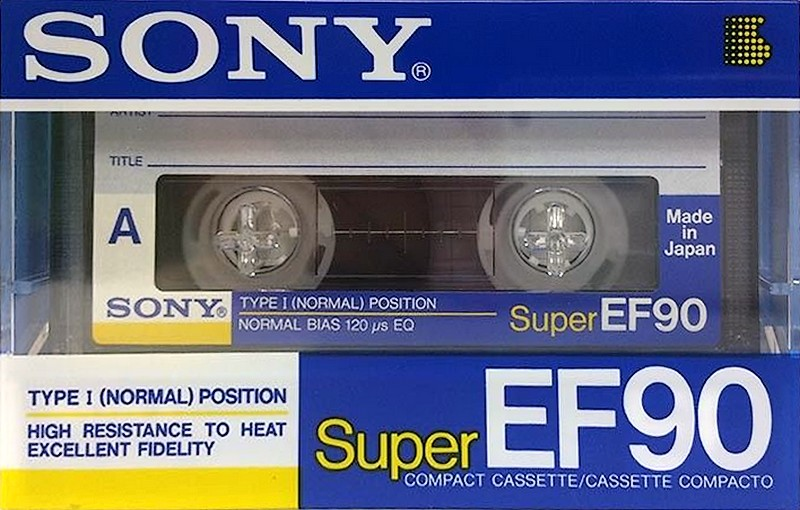 SONY®
ARTIST
TITLE
A
Made
in
Japan
SONY®
TYPE I (NORMAL) POSITION
NORMAL BIAS 120 µs EQ
Super EF90
TYPE I (NORMAL) POSITION
HIGH RESISTANCE TO HEAT
EXCELLENT FIDELITY
Super EF90
COMPACT CASSETTE/CASSETTE COMPACTO